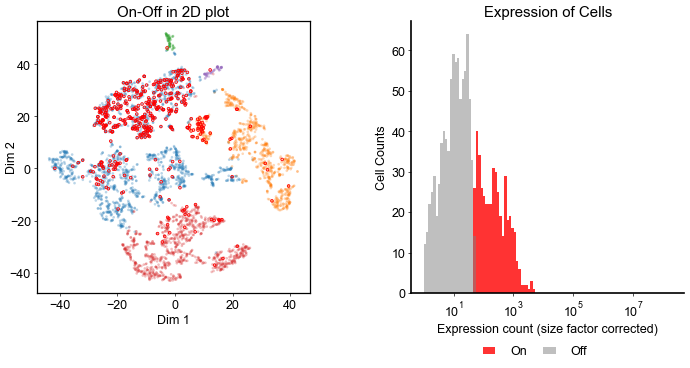 On-Off in 2D plot
Expression of Cells
40
20
0
−20
−40
Dim 2
−40
−20
0
20
40
Dim 1
60
50
40
30
20
10
0
Cell Counts
10^1
10^3
10^5
10^7
Expression count (size factor corrected)
On
Off